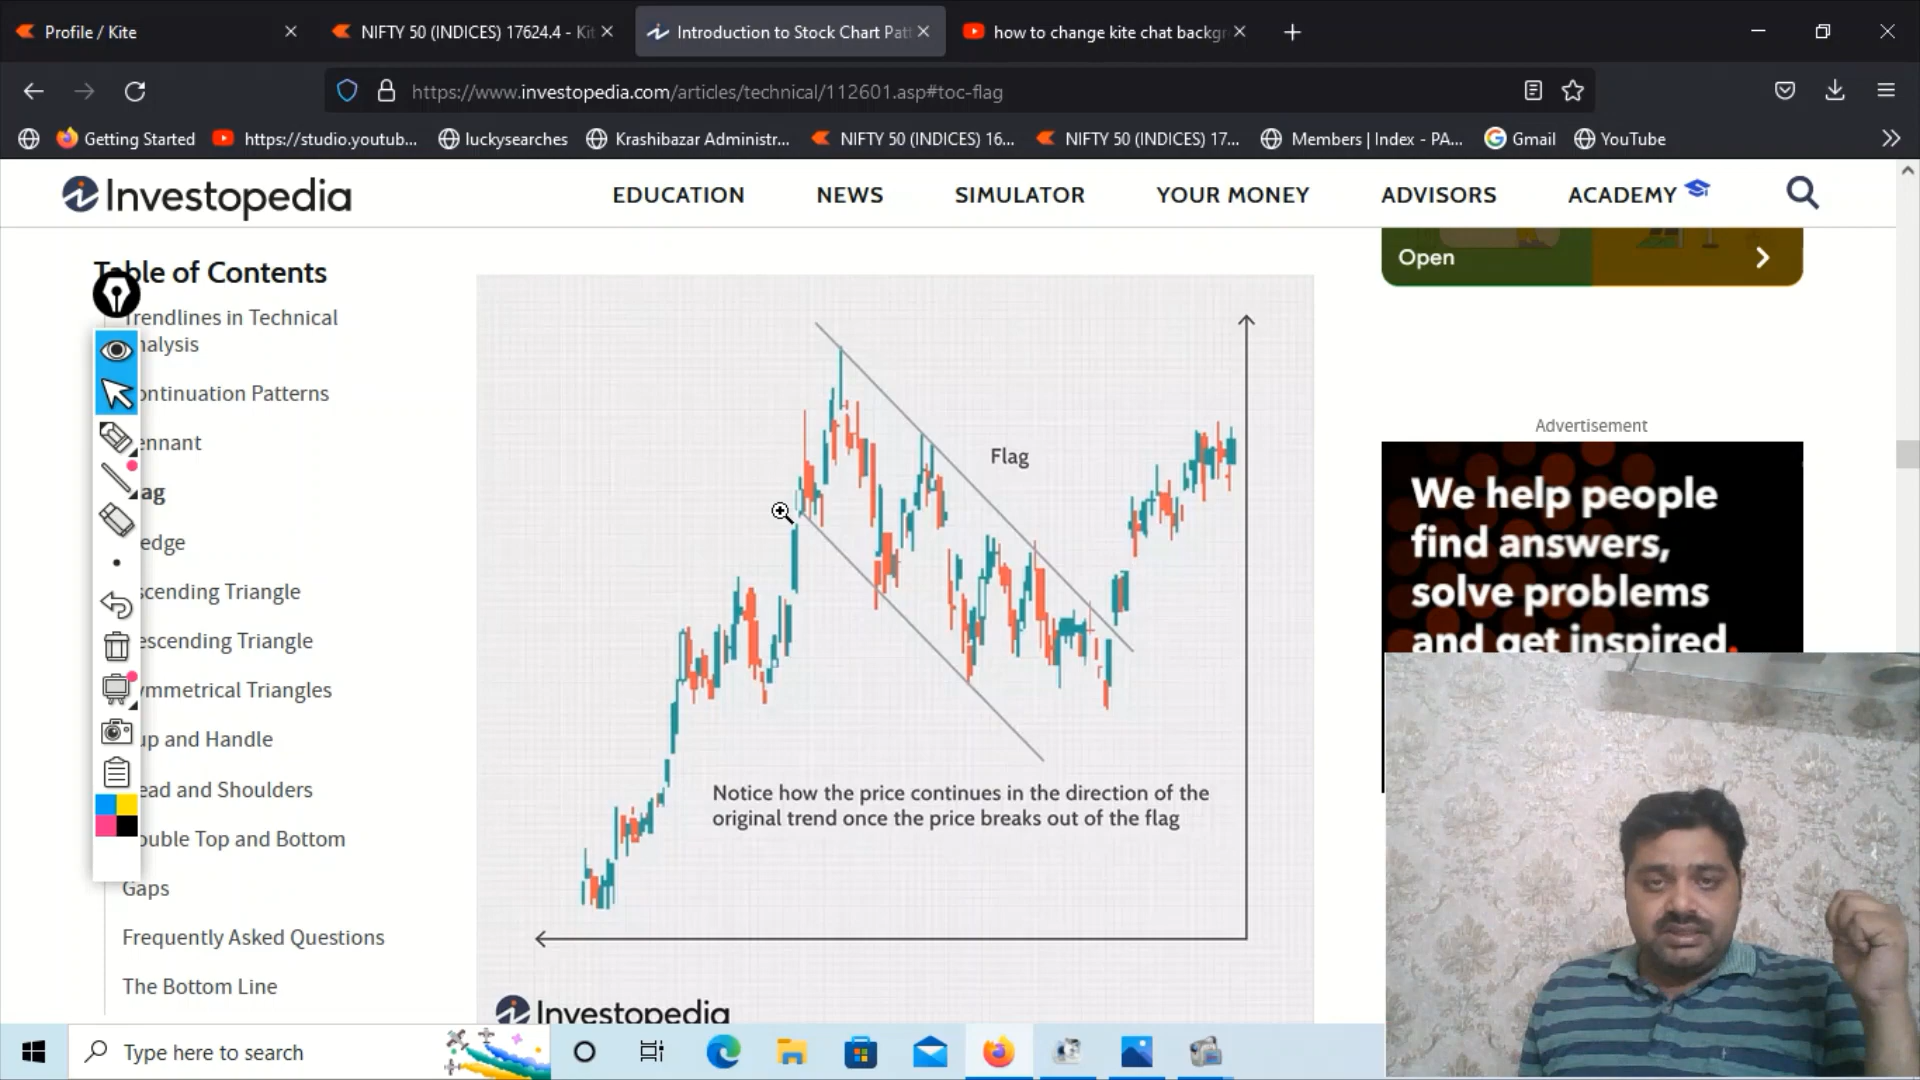 Profile / Kite
NIFTY 50 (INDICES) 17624.4 - Kit
Introduction to Stock Chart Patt
how to change kite chat backgr
https://www.investopedia.com/articles/technical/112601.asp#toc-flag
Getting Started
https://studio.youtub...
luckysearches
Krashibazar Administr...
NIFTY 50 (INDICES) 16...
NIFTY 50 (INDICES) 17...
Members | Index - PA...
Gmail
YouTube
Investopedia
EDUCATION
NEWS
SIMULATOR
YOUR MONEY
ADVISORS
ACADEMY
Table of Contents
Trendlines in Technical
nalysis
ontinuation Patterns
ennant
ag
edge
scending Triangle
escending Triangle
ymmetrical Triangles
up and Handle
ead and Shoulders
ouble Top and Bottom
Gaps
Frequently Asked Questions
The Bottom Line
Flag
Notice how the price continues in the direction of the
original trend once the price breaks out of the flag
Investopedia
Open
Advertisement
We help people
find answers,
solve problems
and get inspired.
Type here to search